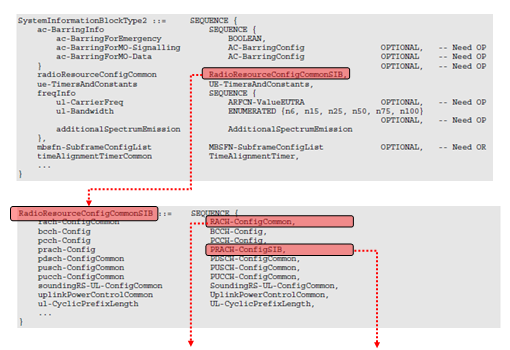 SystemInformationBlockType2 ::= SEQUENCE {
ac-BarringInfo SEQUENCE {
ac-BarringForEmergency BOOLEAN,
ac-BarringForMO-Signalling AC-BarringConfig OPTIONAL, -- Need OP
ac-BarringForMO-Data AC-BarringConfig OPTIONAL, -- Need OP
} OPTIONAL, -- Need OP
radioResourceConfigCommon RadioResourceConfigCommonSIB,
ue-TimersAndConstants, UE-TimersAndConstants,
freqInfo SEQUENCE {
ul-CarrierFreq ARFCN-ValueEUTRA OPTIONAL, -- Need OP
ul-Bandwidth ENUMERATED {n6, n15, n25, n50, n75, n100}
OPTIONAL, -- Need OP
additionalSpectrumEmission AdditionalSpectrumEmission
},
mbsfn-SubframeConfigList MBSFN-SubframeConfigList OPTIONAL, -- Need OR
timeAlignmentTimerCommon TimeAlignmentTimer,
...
}
RadioResourceConfigCommonSIB ::= SEQUENCE {
rach-ConfigCommon RACH-ConfigCommon,
bcch-Config BCCH-Config,
pcch-Config PCCH-Config,
prach-Config PRACH-ConfigSIB,
pdsch-ConfigCommon PDSCH-ConfigCommon,
pusch-ConfigCommon PUSCH-ConfigCommon,
pucch-ConfigCommon PUCCH-ConfigCommon,
soundingRS-UL-ConfigCommon SoundingRS-UL-ConfigCommon,
uplinkPowerControlCommon UplinkPowerControlCommon,
ul-CyclicPrefixLength UL-CyclicPrefixLength,
...
}